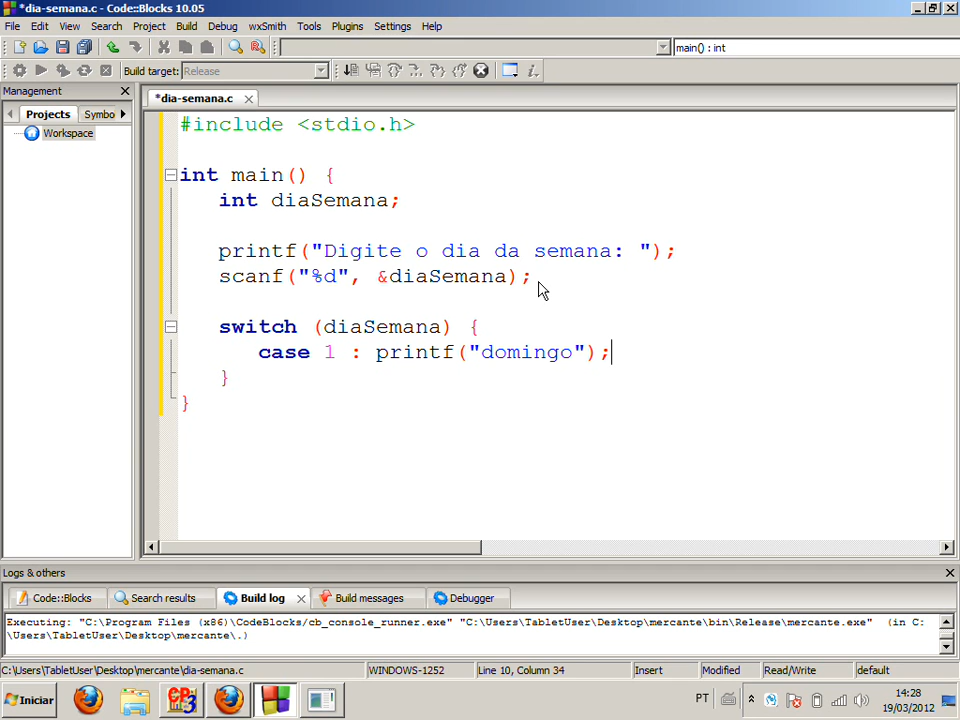 *dia-semana.c - Code::Blocks 10.05
File Edit View Search Project Build Debug wxSmith Tools Plugins Settings Help
main() : int
Build target: Release
Management
Projects Symbo
Workspace
*dia-semana.c
#include <stdio.h>
int main() {
int diaSemana;
printf("Digite o dia da semana: ");
scanf("%d", &diaSemana);
switch (diaSemana) {
case 1 : printf("domingo");
}
}
Logs & others
Code::Blocks Search results Build log Build messages Debugger
Executing: "C:\Program Files (x86)\CodeBlocks/cb_console_runner.exe" "C:\Users\TabletUser\Desktop\mercante\bin\Release\mercante.exe" (in C:
\Users\TabletUser\Desktop\mercante\.)
C:\Users\TabletUser\Desktop\mercante\dia-semana.c WINDOWS-1252 Line 10, Column 34 Insert Modified Read/Write default
Iniciar PT 14:28
19/03/2012